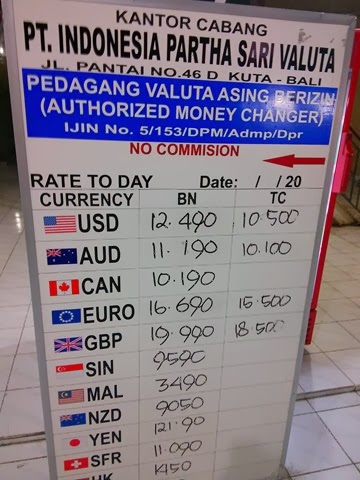 KANTOR CABANG
PT. INDONESIA PARTHA SARI VALUTA
JL. PANTAI NO.46 D KUTA - BALI
PEDAGANG VALUTA ASING BERIZIN
(AUTHORIZED MONEY CHANGER)
IJIN No. 5/153/DPM/Admp/Dpr
NO COMMISION
RATE TO DAY Date: / / 20
CURRENCY BN TC
USD 12.490 10.500
AUD 11.190 10.100
CAN 10.190
EURO 16.690 15.500
GBP 19.990 18.500
SIN 9590
MAL 3490
NZD 9050
YEN 121.90
SFR 11.090